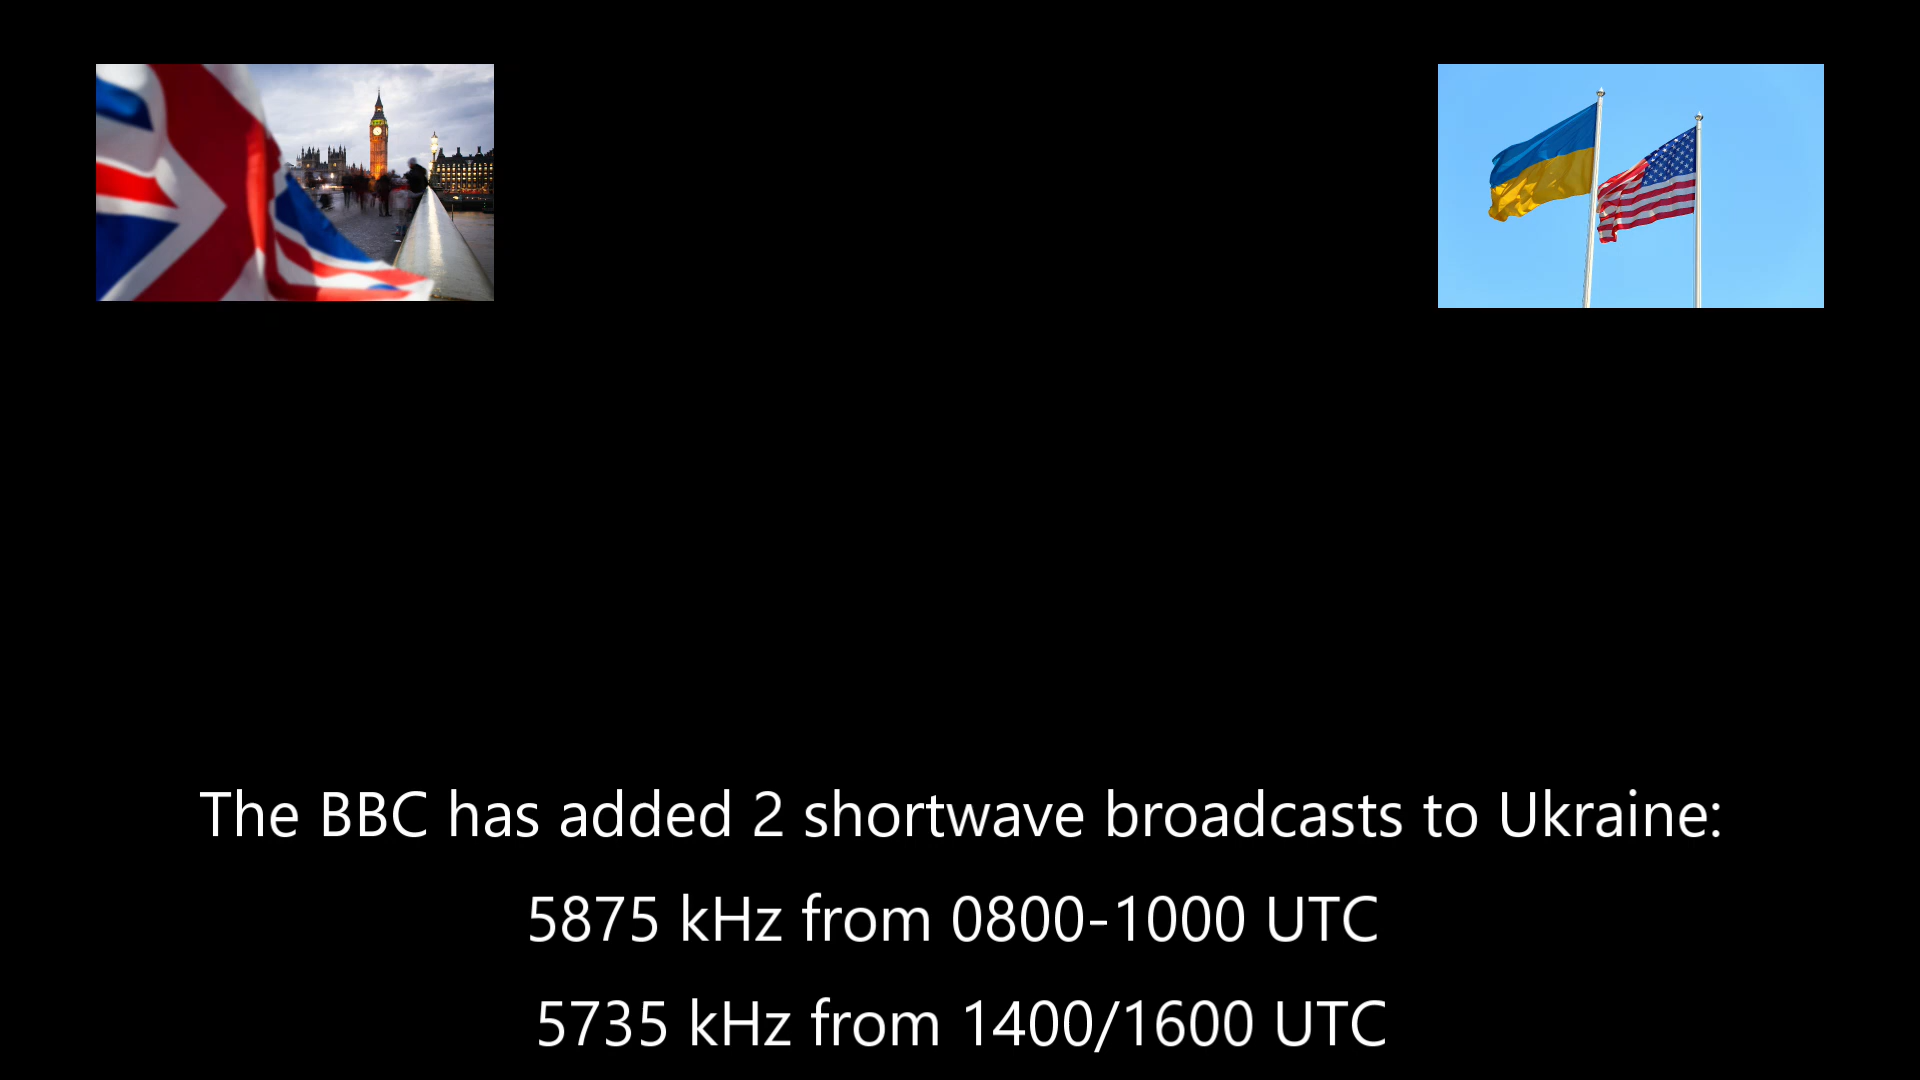 The BBC has added 2 shortwave broadcasts to Ukraine:
5875 kHz from 0800-1000 UTC
5735 kHz from 1400/1600 UTC